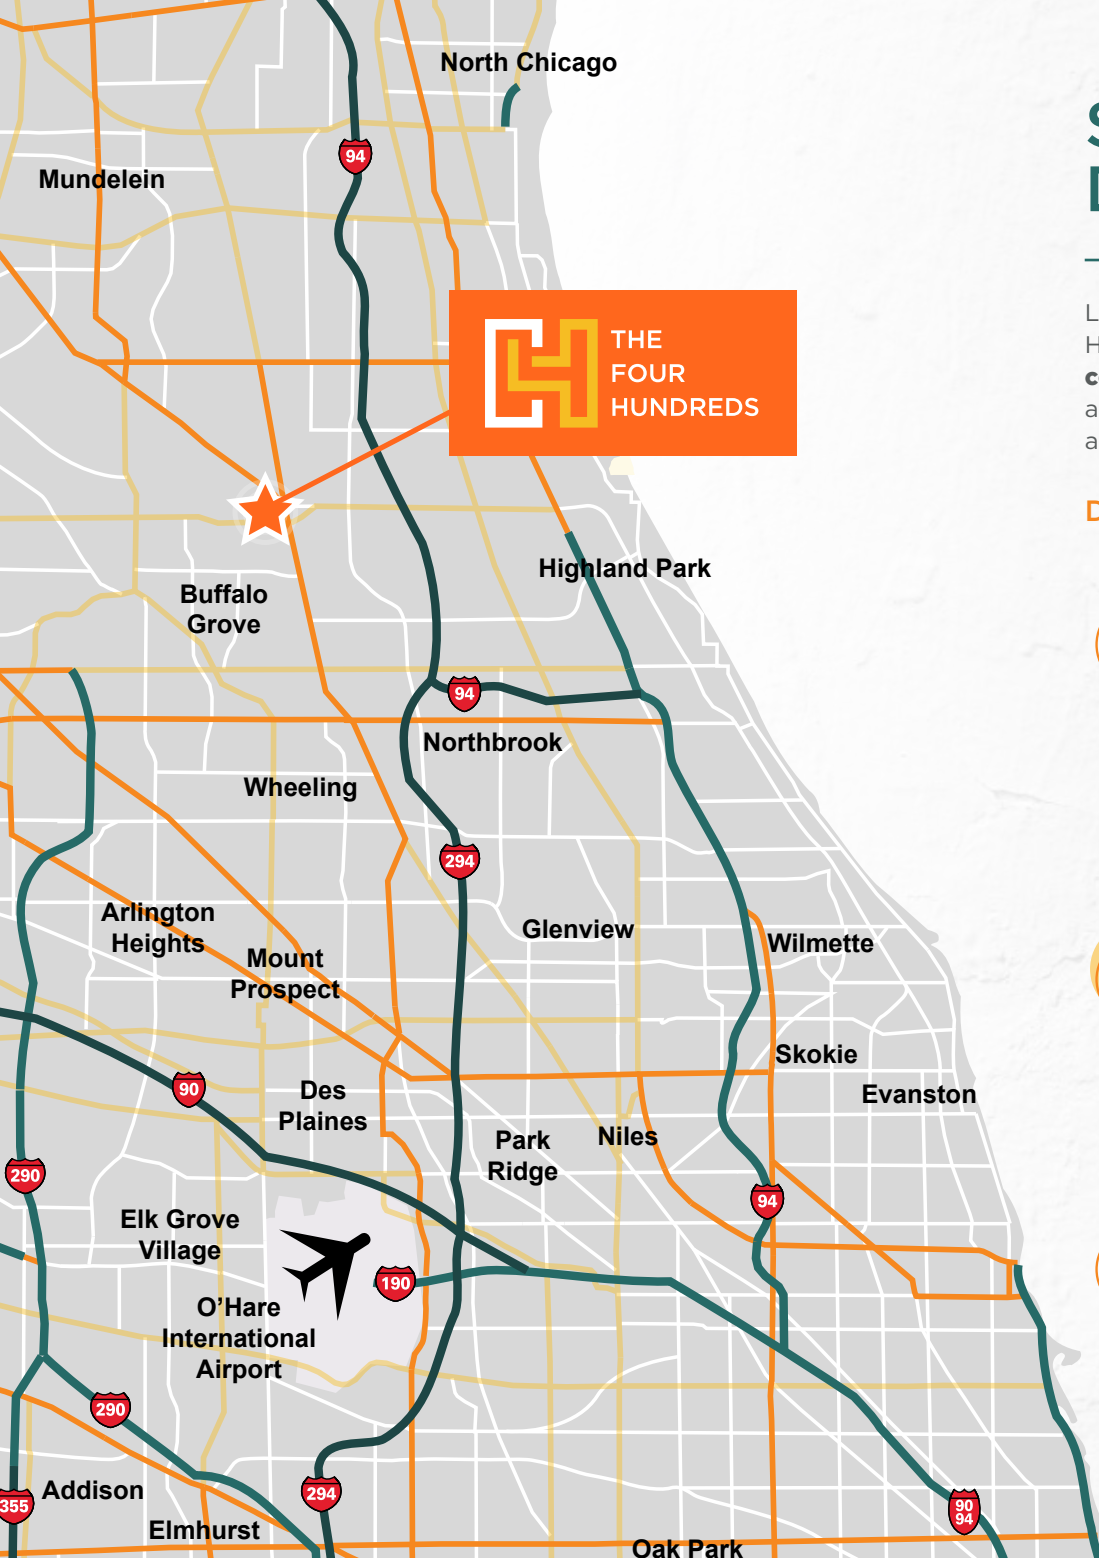 North Chicago
94
Mundelein
THE
FOUR
HUNDREDS
Highland Park
Buffalo
Grove
94
Northbrook
Wheeling
294
Arlington
Heights
Glenview
Wilmette
Mount
Prospect
Skokie
90
Des
Plaines
Evanston
Park
Ridge
Niles
290
94
Elk Grove
Village
190
O'Hare
International
Airport
290
Addison
294
355
90
94
Elmhurst
Oak Park